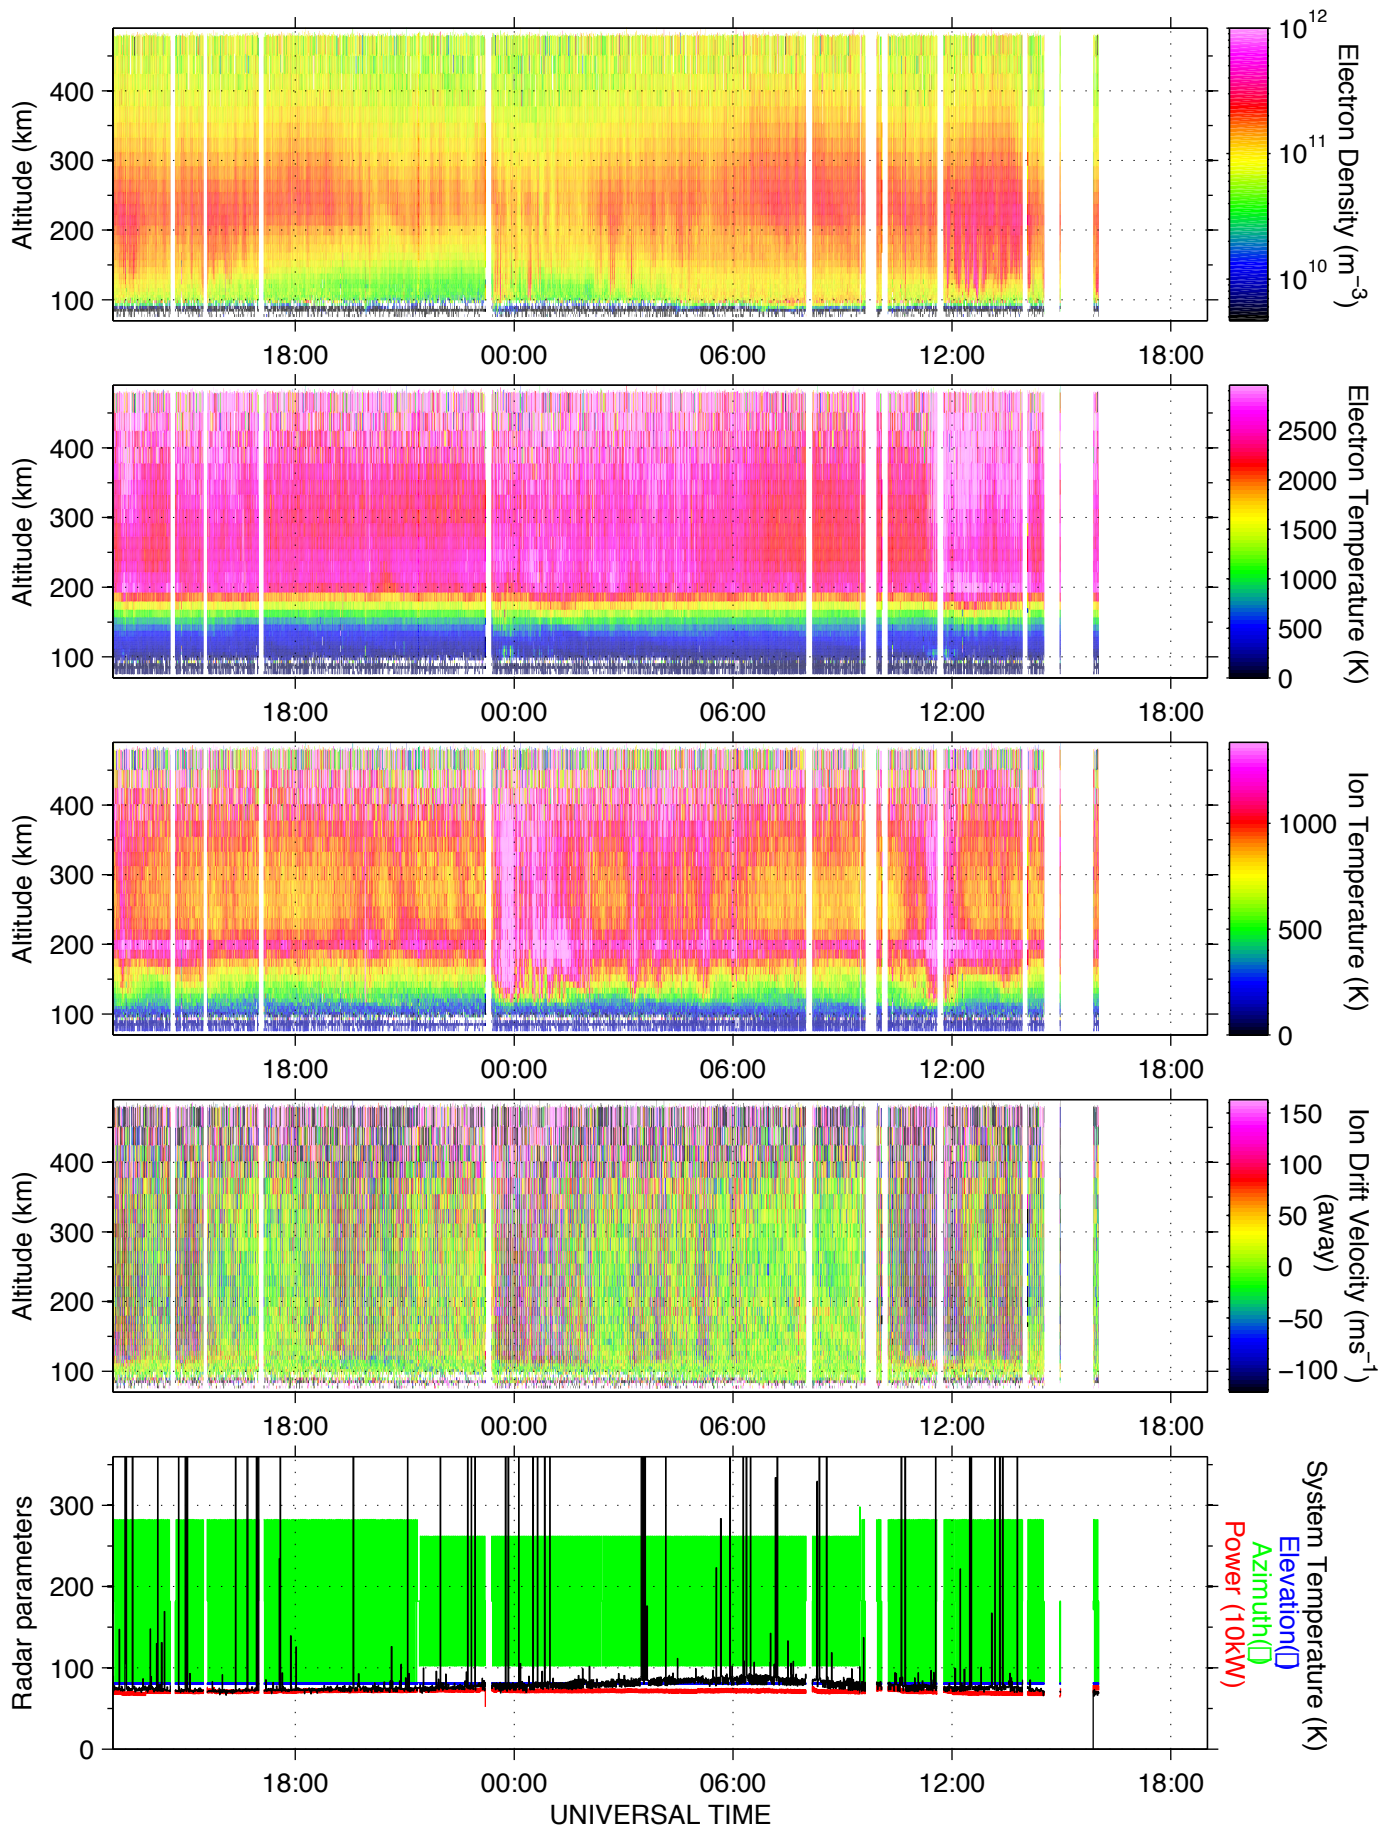 Altitude (km)
400
300
200
100
18:00 00:00 06:00 12:00 18:00
10^12
10^11
10^10
Electron Density (m^−3)
Altitude (km)
400
300
200
100
18:00 00:00 06:00 12:00 18:00
2500
2000
1500
1000
500
0
Electron Temperature (K)
Altitude (km)
400
300
200
100
18:00 00:00 06:00 12:00 18:00
1000
500
0
Ion Temperature (K)
Altitude (km)
400
300
200
100
18:00 00:00 06:00 12:00 18:00
150
100
50
0
−50
−100
Ion Drift Velocity (ms^−1)
(away)
Radar parameters
300
200
100
0
18:00 00:00 06:00 12:00 18:00
UNIVERSAL TIME
System Temperature (K)
Elevation(▯)
Azimuth(▯)
Power (10kW)